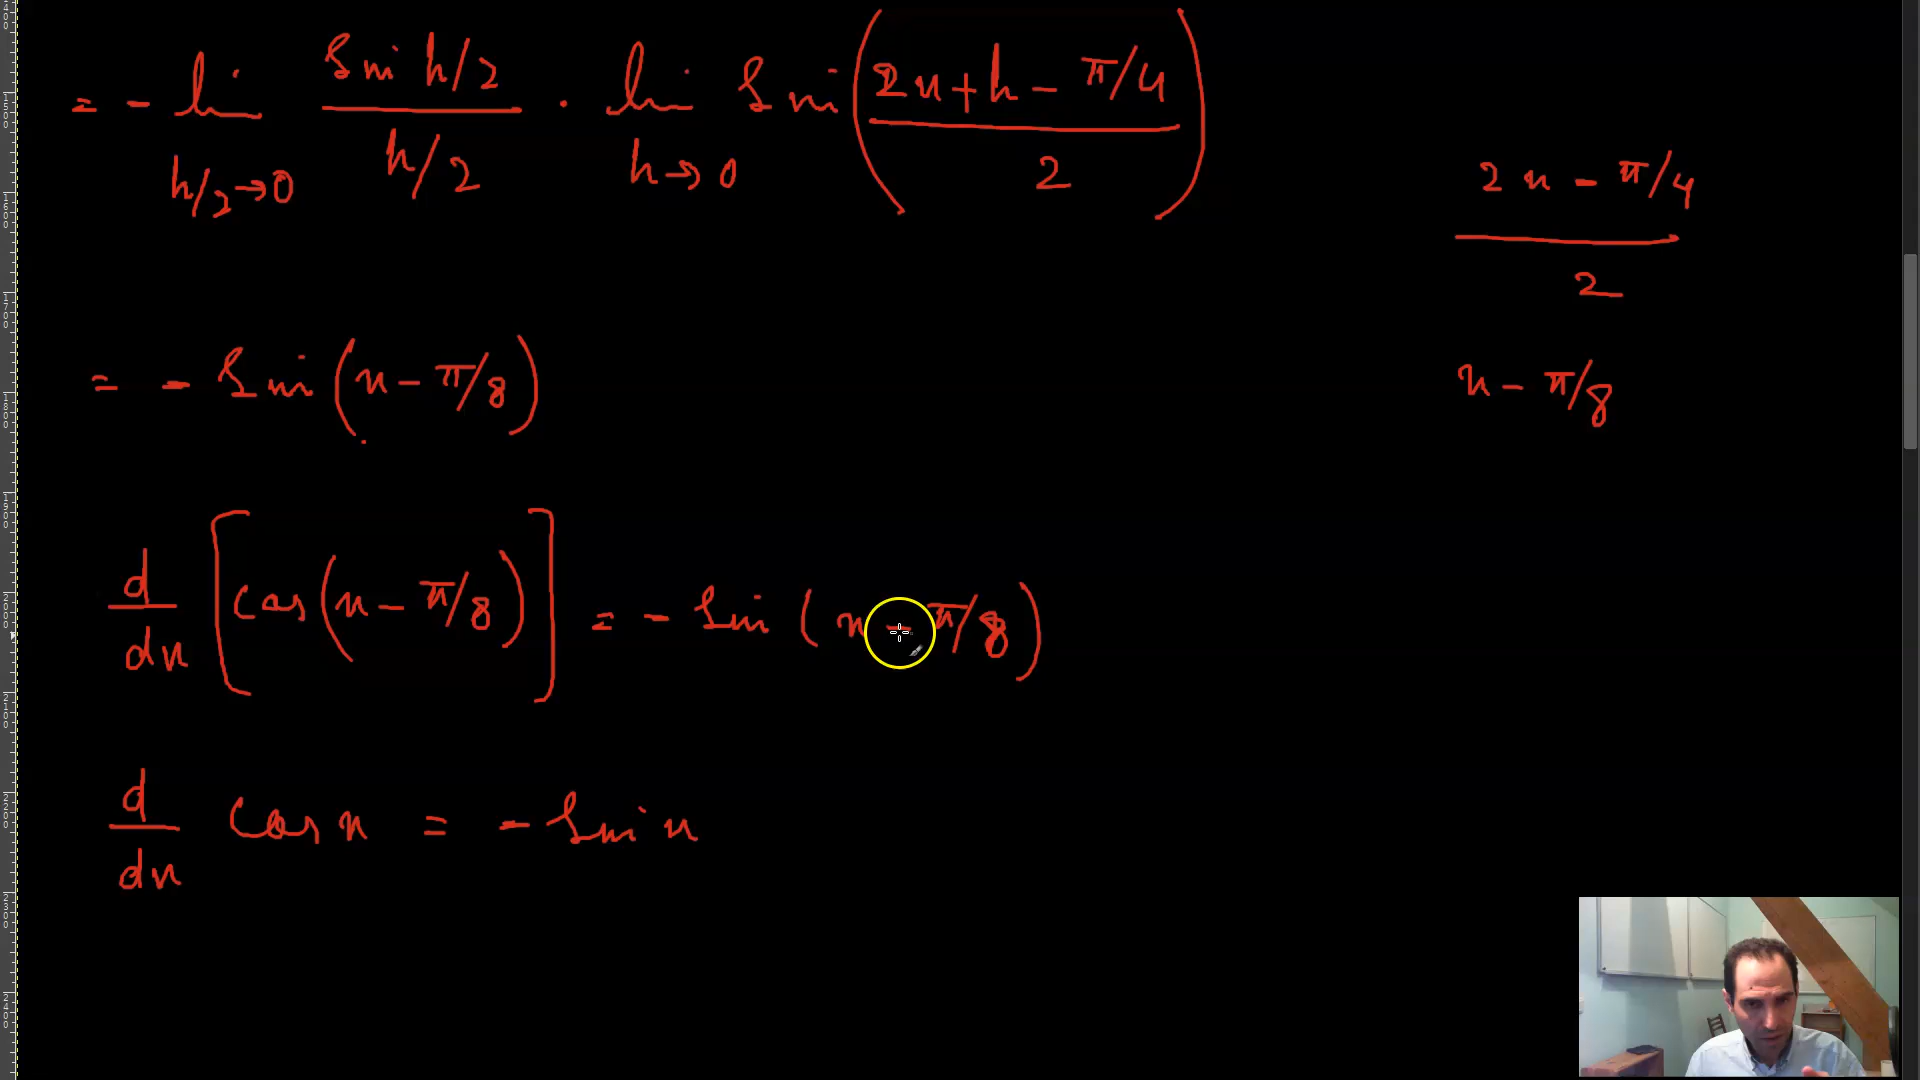 = - lim sin h/2 / h/2 · lim sin ( 2x + h - π/4 / 2 )
h/2→0 h→0
2x - π/4 / 2
= - sin (x - π/8)
x - π/8
d/dx [cos (x - π/8)] = - sin (x - π/8)
d/dx cos x = - sin x